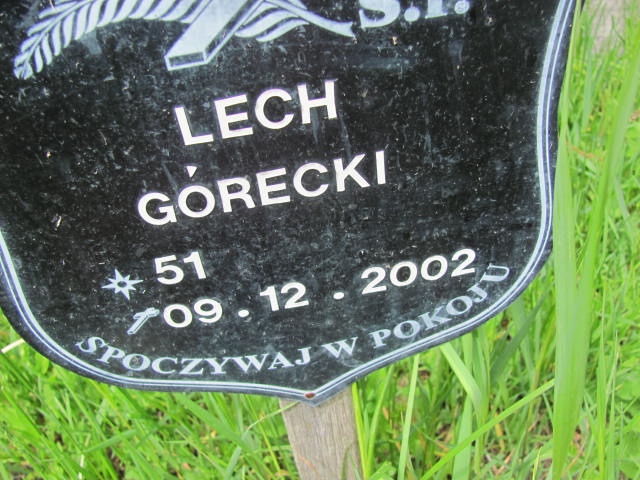 Ś.P.
LECH
GÓRECKI
51
09.12.2002
SPOCZYWAJ W POKOJU